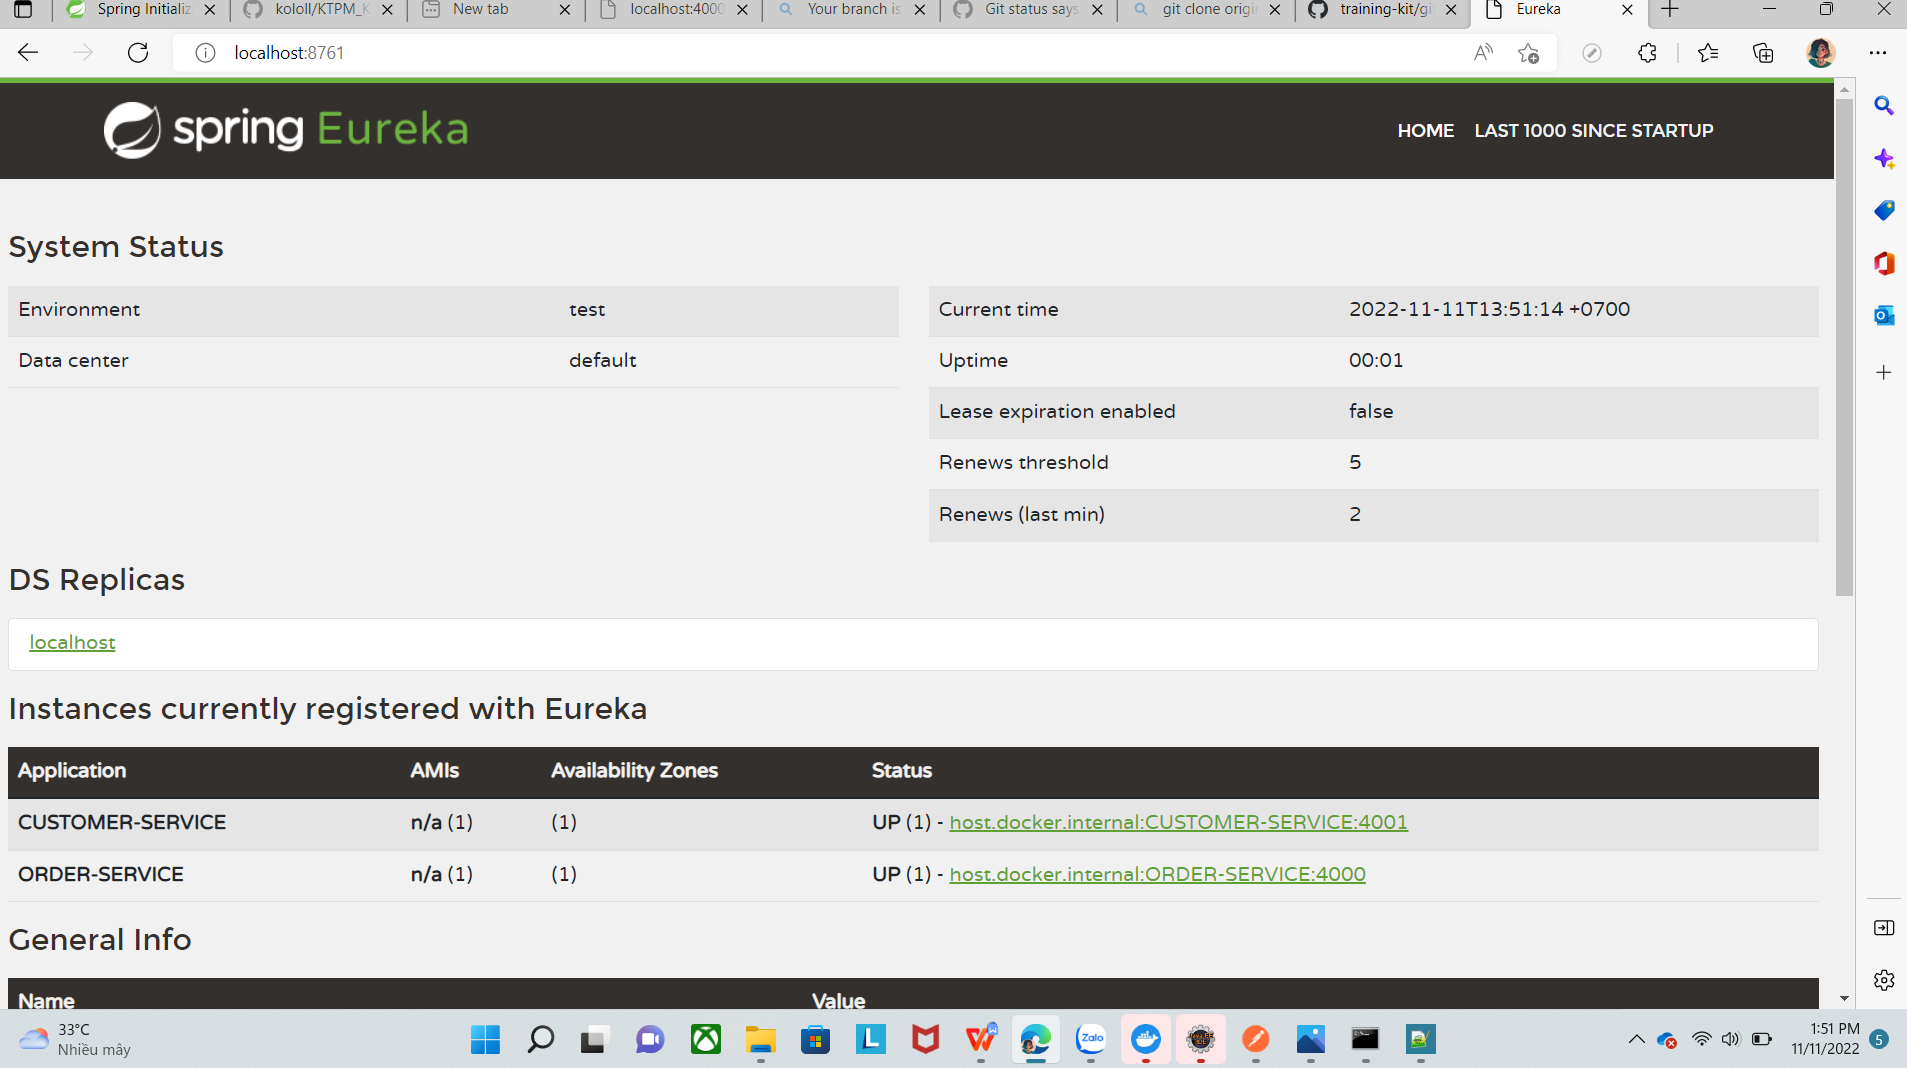 Spring Initializ
kololl/KTPM_K
New tab
localhost:4000
Your branch is
Git status says
git clone origi
training-kit/gi
Eureka
localhost:8761
spring Eureka
HOME
LAST 1000 SINCE STARTUP
System Status
Environment test
Data center default
Current time 2022-11-11T13:51:14 +0700
Uptime 00:01
Lease expiration enabled false
Renews threshold 5
Renews (last min) 2
DS Replicas
localhost
Instances currently registered with Eureka
Application AMIs Availability Zones Status
CUSTOMER-SERVICE n/a (1) (1) UP (1) - host.docker.internal:CUSTOMER-SERVICE:4001
ORDER-SERVICE n/a (1) (1) UP (1) - host.docker.internal:ORDER-SERVICE:4000
General Info
Name Value
33°C
Nhiều mây
Zalo
1:51 PM
11/11/2022
5